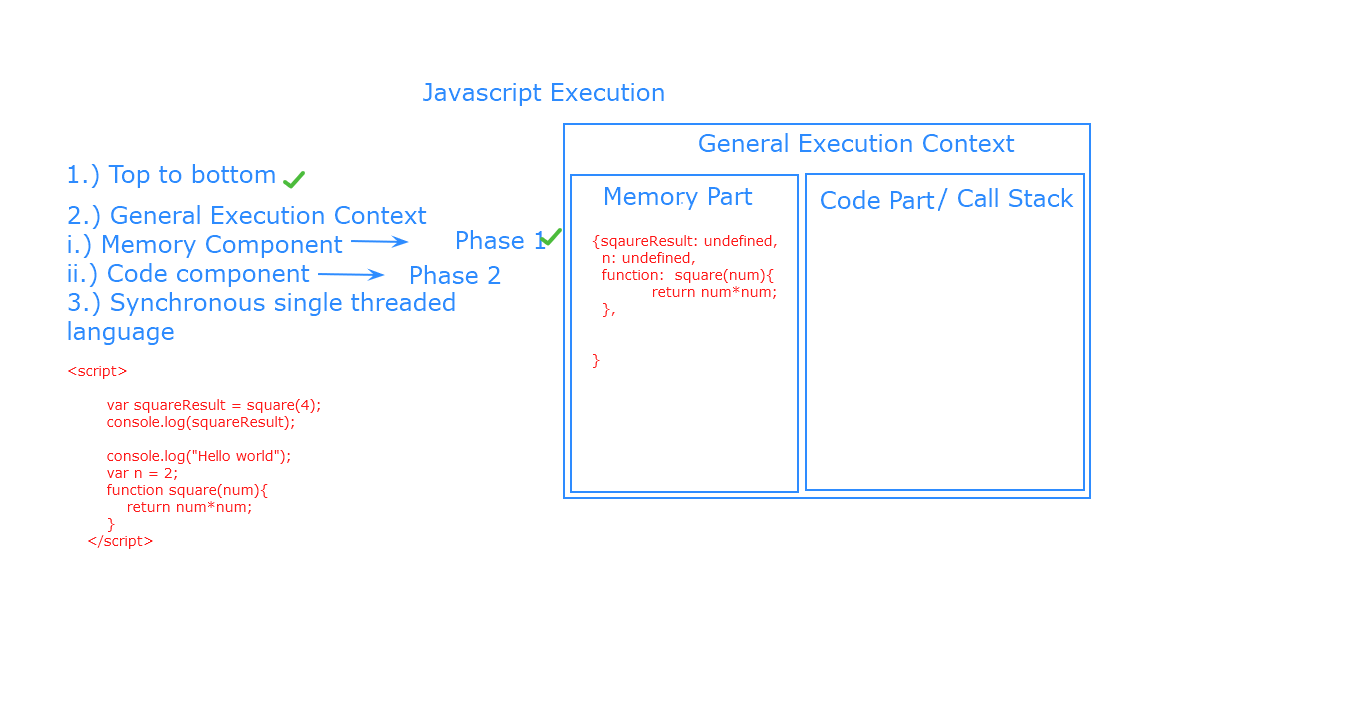 Javascript Execution
General Execution Context
1.) Top to bottom
2.) General Execution Context
i.) Memory Component
Phase 1
ii.) Code component
Phase 2
3.) Synchronous single threaded
language
<script>
var squareResult = square(4);
console.log(squareResult);
console.log("Hello world");
var n = 2;
function square(num){
return num*num;
}
</script>
Memory Part
{sqaureResult: undefined,
n: undefined,
function: square(num){
return num*num;
},
}
Code Part/ Call Stack